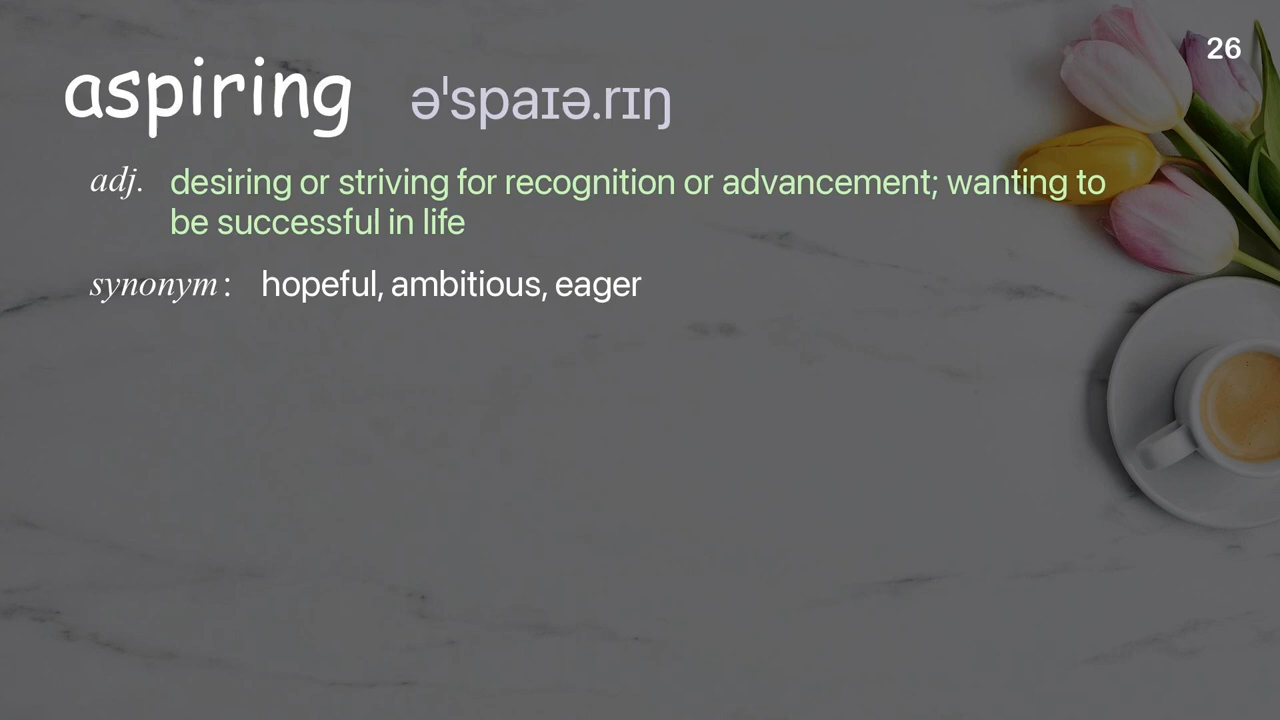 26
aspiring əˈspaɪə.rɪŋ
adj. desiring or striving for recognition or advancement; wanting to
be successful in life
synonym : hopeful, ambitious, eager